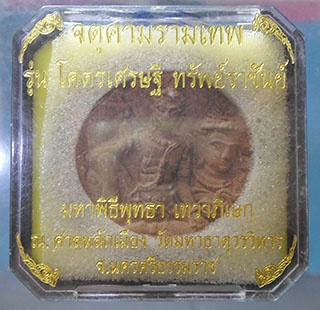 จตุคามรามเทพ
รุ่น โคตรเศรษฐี ทรัพย์ราชันย์
มหาพิธีพุทธา เทวาภิเษก
ณ. ศาลหลักเมือง วัดมหาธาตุวรวิหาร
จ.นครศรีธรรมราช